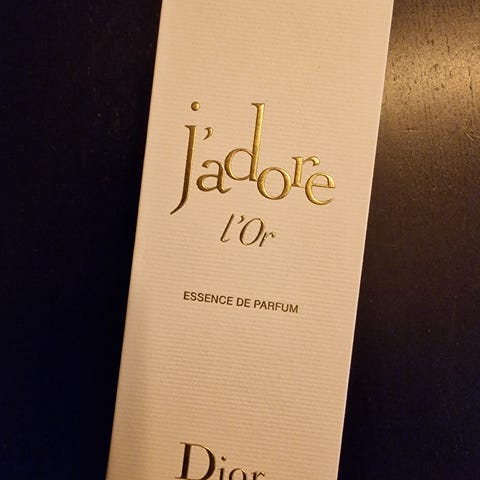 j'adore
l'Or
ESSENCE DE PARFUM
Dior